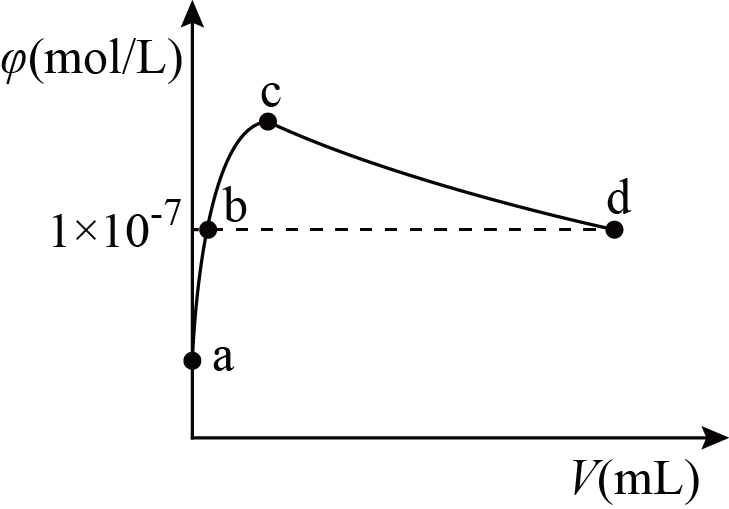 φ(mol/L)
c
1×10⁻⁷
b
d
a
V(mL)